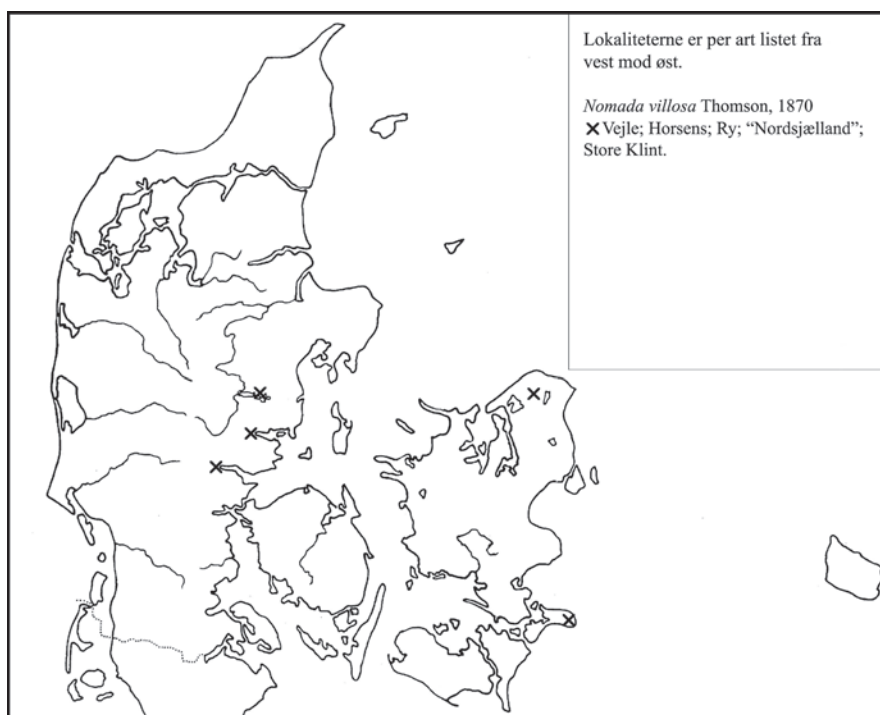 Lokaliteterne er per art listet fra
vest mod øst.
Nomada villosa Thomson, 1870
✕ Vejle; Horsens; Ry; “Nordsjælland”;
Store Klint.